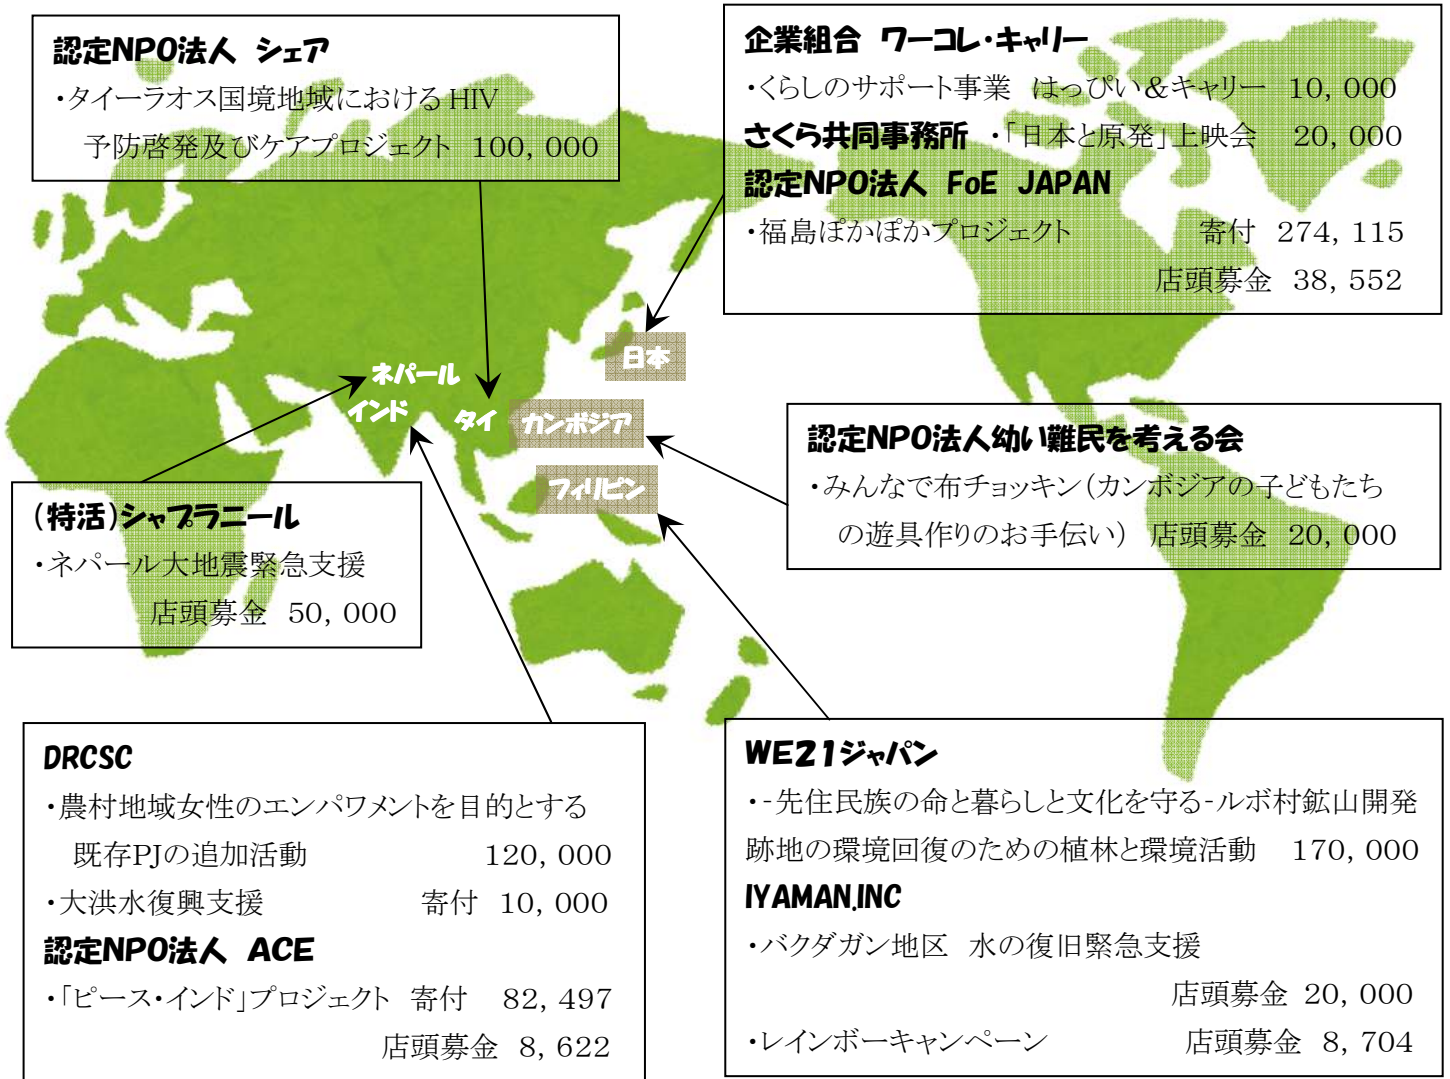 認定NPO法人 シェア
・タイーラオス国境地域におけるHIV
予防啓発及びケアプロジェクト 100,000
企業組合 ワーコレ・キャリー
・くらしのサポート事業 はっぴい&キャリー 10,000
さくら共同事務所 ・「日本と原発」上映会 20,000
認定NPO法人 FoE JAPAN
・福島ぽかぽかプロジェクト 寄付 274,115
店頭募金 38,552
日本
ネパール
インド
タイ
カンボジア
フィリピン
認定NPO法人幼い難民を考える会
・みんなで布チョッキン(カンボジアの子どもたち
の遊具作りのお手伝い) 店頭募金 20,000
(特活)シャプラニール
・ネパール大地震緊急支援
店頭募金 50,000
DRCSC
・農村地域女性のエンパワメントを目的とする
既存PJの追加活動 120,000
・大洪水復興支援 寄付 10,000
認定NPO法人 ACE
・「ピース・インド」プロジェクト 寄付 82,497
店頭募金 8,622
WE21ジャパン
・-先住民族の命と暮らしと文化を守る-ルボ村鉱山開発
跡地の環境回復のための植林と環境活動 170,000
IYAMAN.INC
・バクダガン地区 水の復旧緊急支援
店頭募金 20,000
・レインボーキャンペーン 店頭募金 8,704